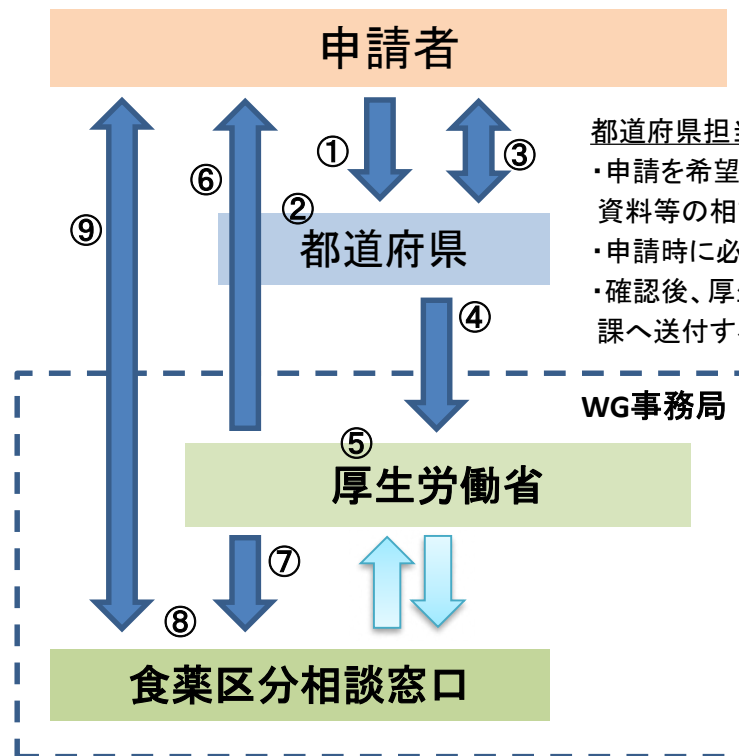 申請者
①
③
⑥
②
⑨
都道府県
都道府県担
・申請を希望
資料等の相
・申請時に必
・確認後、厚
課へ送付す
④
WG事務局
⑤
厚生労働省
⑦
⑧
食薬区分相談窓口